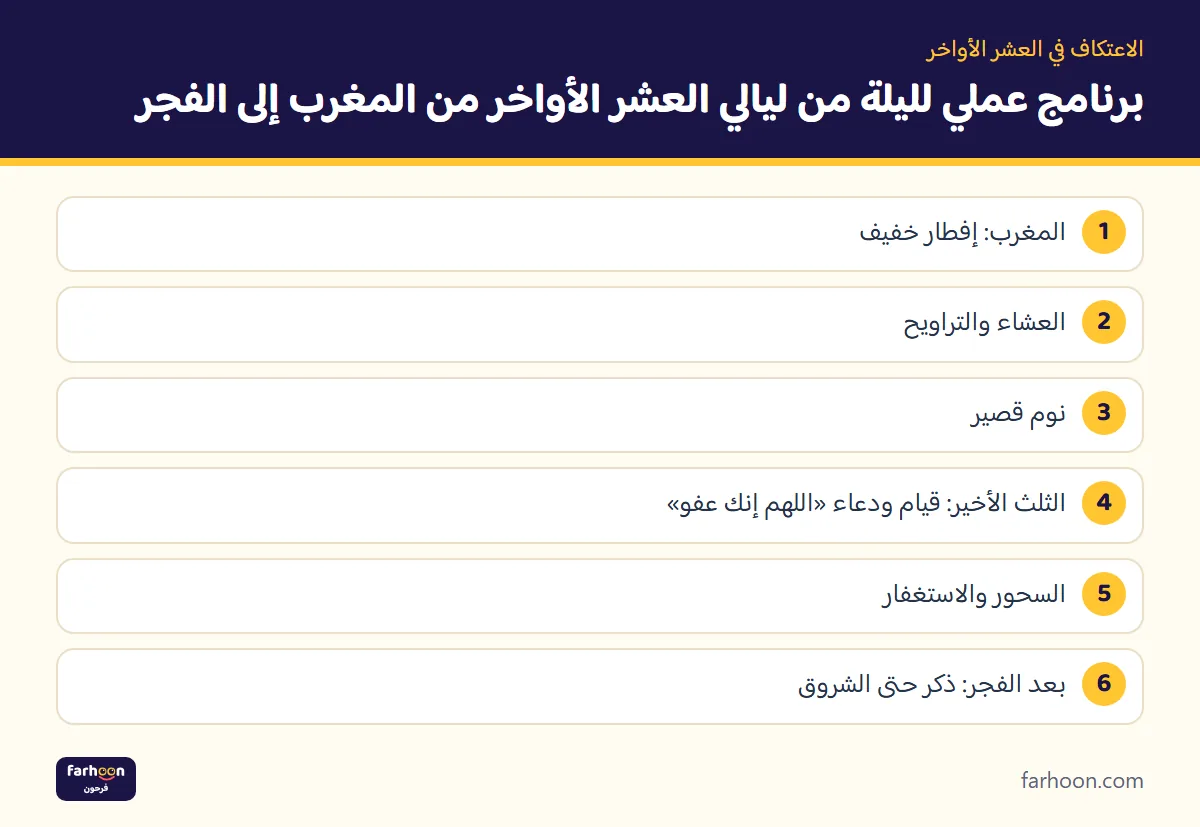 الاعتكاف في العشر الأواخر
برنامج عملي لليلة من ليالي العشر الأواخر من المغرب إلى الفجر
1 المغرب: إفطار خفيف
2 العشاء والتراويح
3 نوم قصير
4 الثلث الأخير: قيام ودعاء «اللهم إنك عفو»
5 السحور والاستغفار
6 بعد الفجر: ذكر حتى الشروق
farhoon.com
farhoon
فرحون